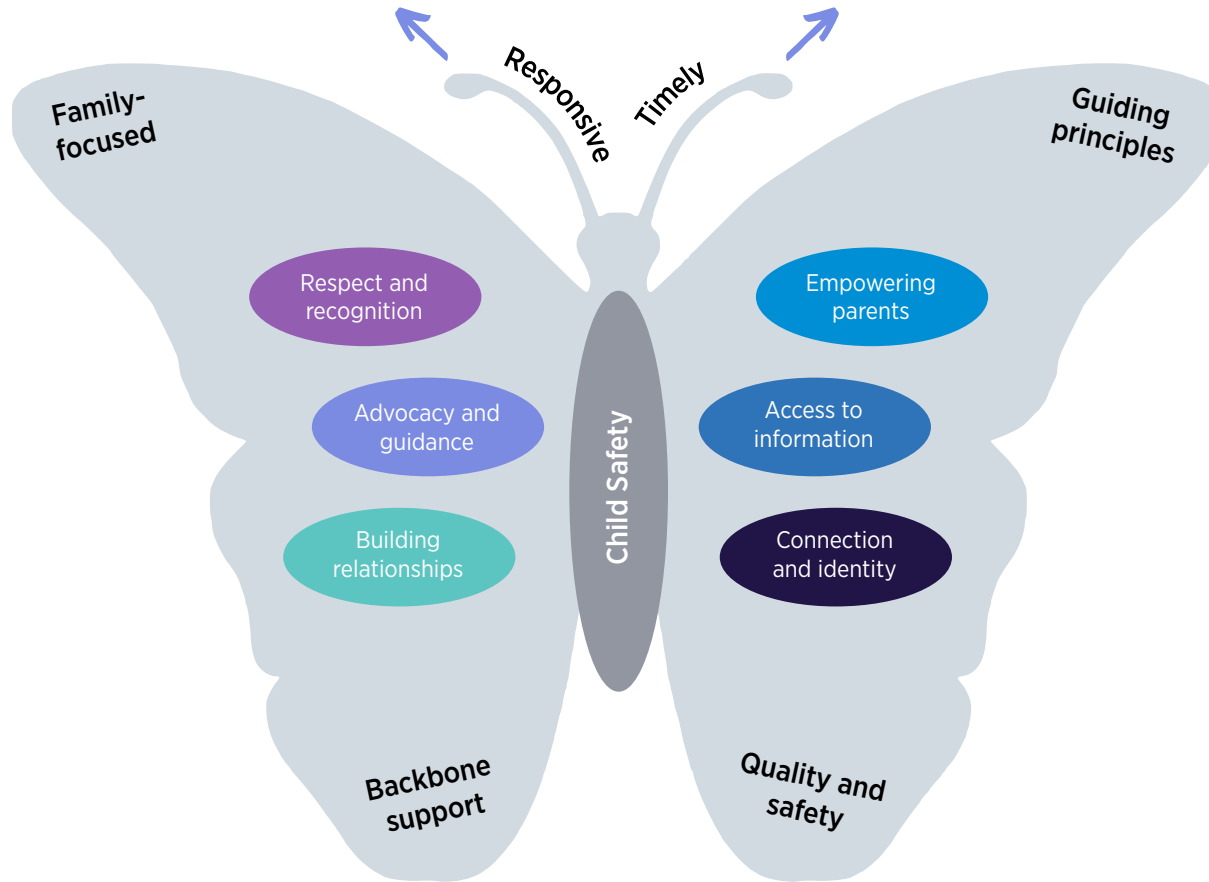 Responsive
Timely
Family-
focused
Guiding
principles
Respect and
recognition
Empowering
parents
Advocacy and
guidance
Access to
information
Building
relationships
Connection
and identity
Child Safety
Backbone
support
Quality and
safety